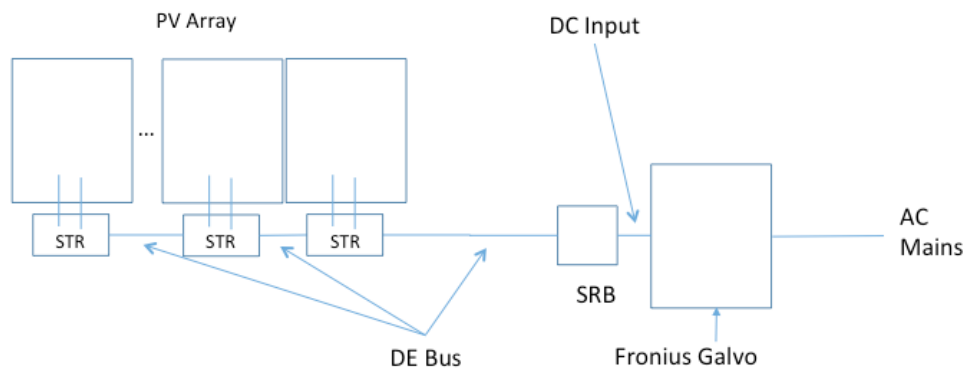 PV Array
DC Input
...
STR
STR
STR
AC
Mains
SRB
DE Bus
Fronius Galvo